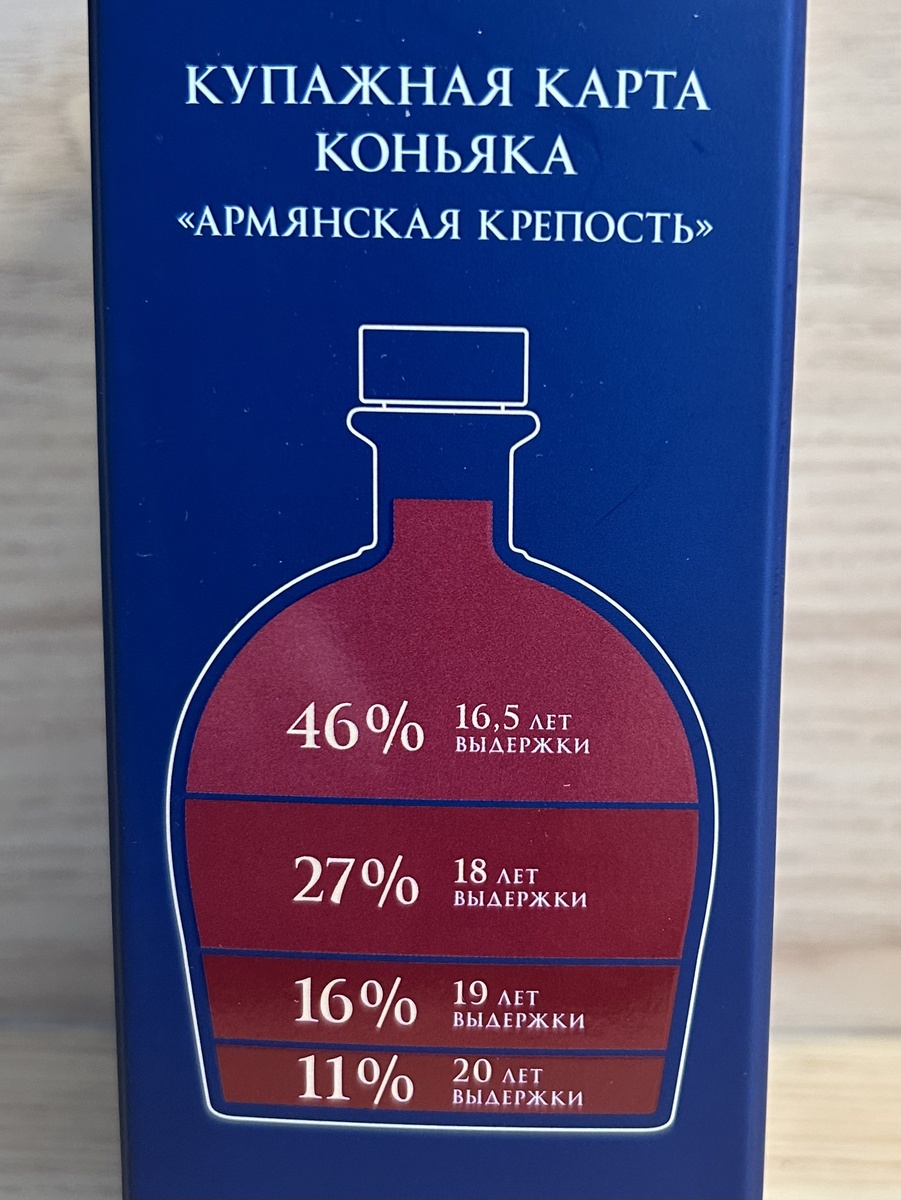 КУПАЖНАЯ КАРТА
КОНЬЯКА
«АРМЯНСКАЯ КРЕПОСТЬ»
46% 16,5 ЛЕТ
ВЫДЕРЖКИ
27% 18 ЛЕТ
ВЫДЕРЖКИ
16% 19 ЛЕТ
ВЫДЕРЖКИ
11% 20 ЛЕТ
ВЫДЕРЖКИ